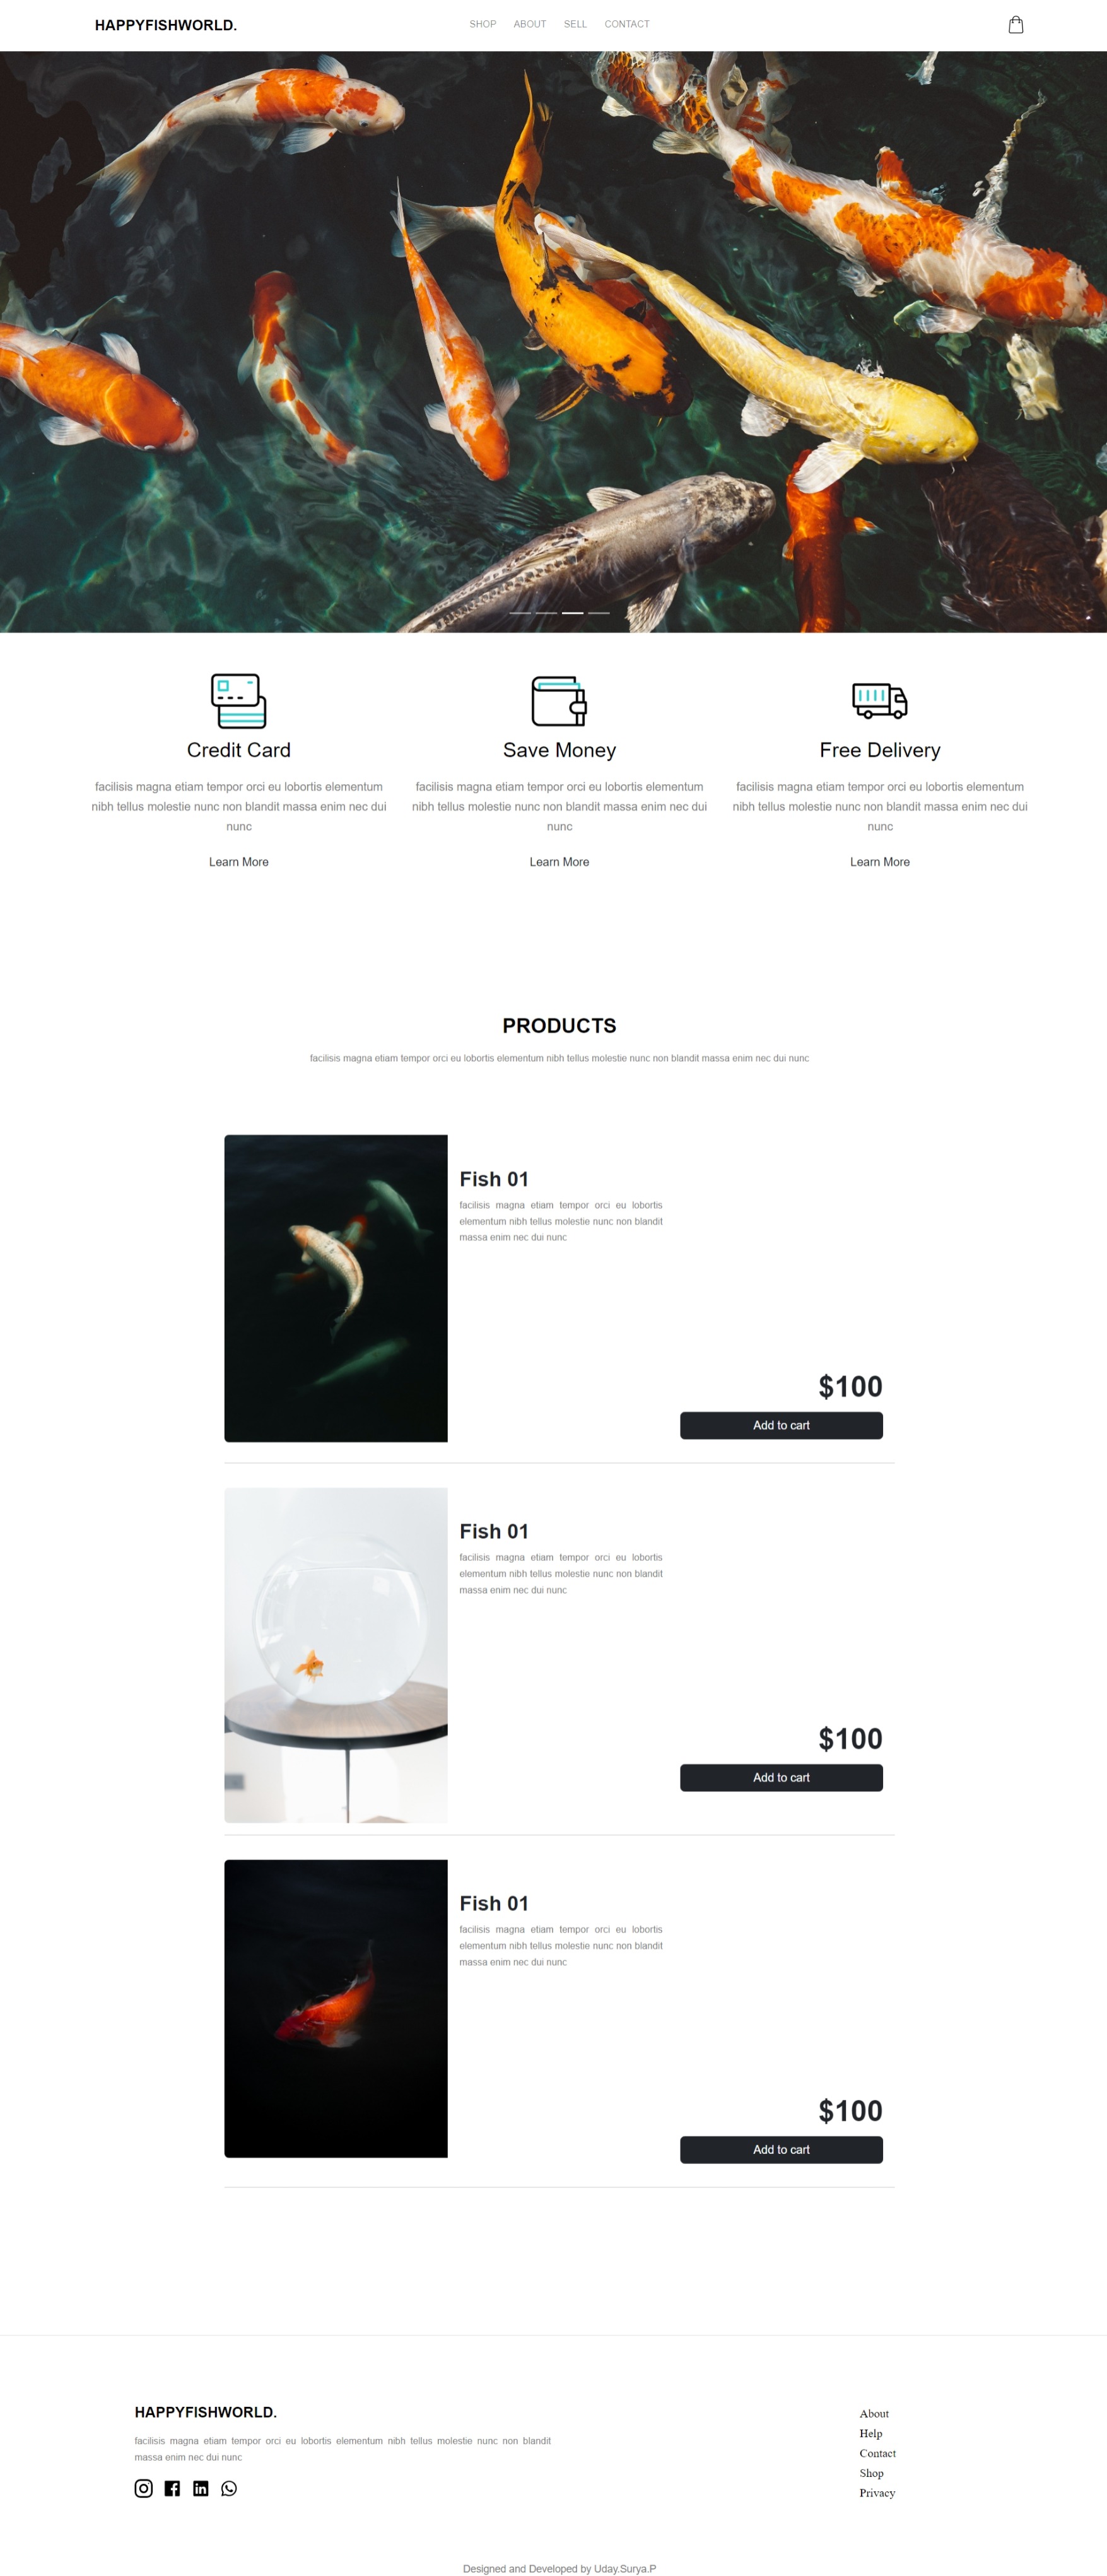 HAPPYFISHWORLD.
SHOP ABOUT SELL CONTACT
Credit Card
facilisis magna etiam tempor orci eu lobortis elementum
nibh tellus molestie nunc non blandit massa enim nec dui
nunc
Learn More
Save Money
facilisis magna etiam tempor orci eu lobortis elementum
nibh tellus molestie nunc non blandit massa enim nec dui
nunc
Learn More
Free Delivery
facilisis magna etiam tempor orci eu lobortis elementum
nibh tellus molestie nunc non blandit massa enim nec dui
nunc
Learn More
PRODUCTS
facilisis magna etiam tempor orci eu lobortis elementum nibh tellus molestie nunc non blandit massa enim nec dui nunc
Fish 01
facilisis magna etiam tempor orci eu lobortis
elementum nibh tellus molestie nunc non blandit
massa enim nec dui nunc
$100
Add to cart
Fish 01
facilisis magna etiam tempor orci eu lobortis
elementum nibh tellus molestie nunc non blandit
massa enim nec dui nunc
$100
Add to cart
Fish 01
facilisis magna etiam tempor orci eu lobortis
elementum nibh tellus molestie nunc non blandit
massa enim nec dui nunc
$100
Add to cart
HAPPYFISHWORLD.
facilisis magna etiam tempor orci eu lobortis elementum nibh tellus molestie nunc non blandit
massa enim nec dui nunc
About
Help
Contact
Shop
Privacy
Designed and Developed by Uday.Surya.P